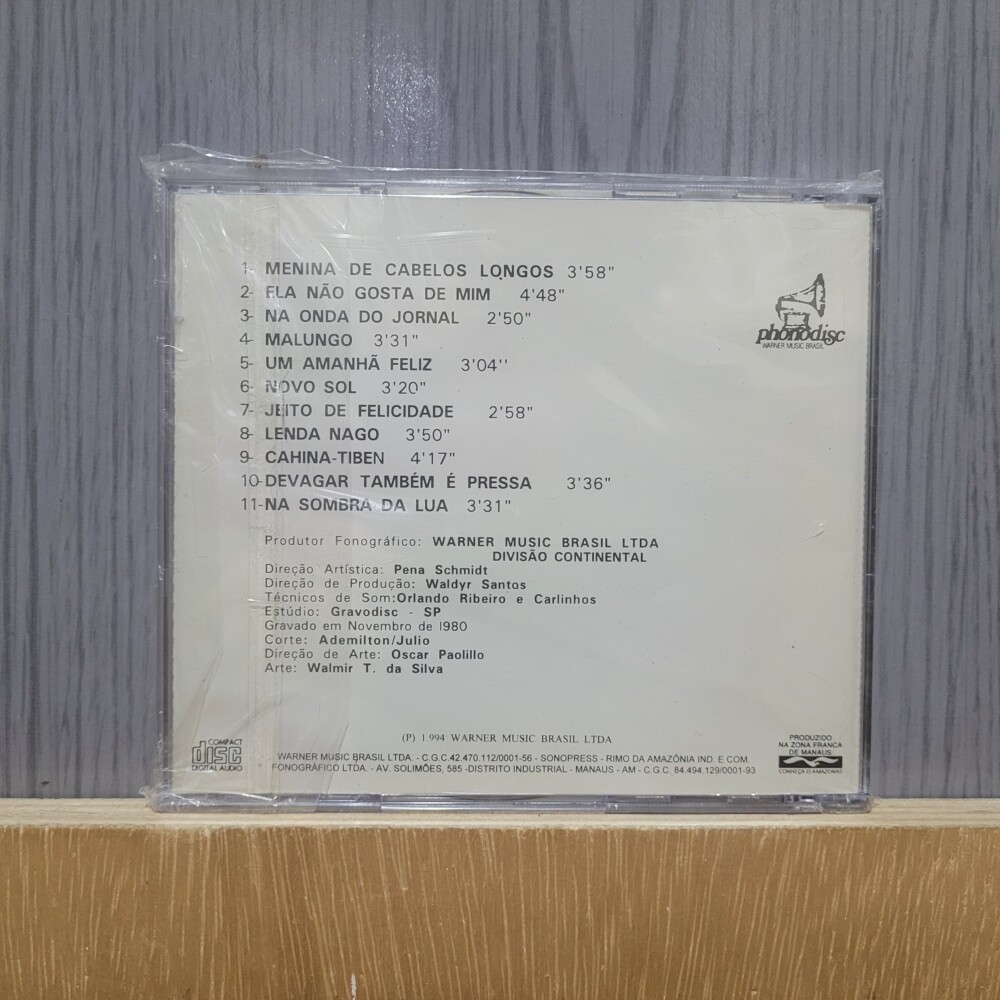 1- MENINA DE CABELOS LONGOS 3'58"
2- ELA NÃO GOSTA DE MIM 4'48"
3- NA ONDA DO JORNAL 2'50"
4- MALUNGO 3'31"
5- UM AMANHÃ FELIZ 3'04''
6- NOVO SOL 3'20"
7- JEITO DE FELICIDADE 2'58"
8- LENDA NAGO 3'50"
9- CAHINA-TIBEN 4'17"
10-DEVAGAR TAMBÉM É PRESSA 3'36"
11-NA SOMBRA DA LUA 3'31"
phonodisc
WARNER MUSIC BRASIL
Produtor Fonográfico: WARNER MUSIC BRASIL LTDA
DIVISÃO CONTINENTAL
Direção Artística: Pena Schmidt
Direção de Produção: Waldyr Santos
Técnicos de Som:Orlando Ribeiro e Carlinhos
Estúdio: Gravodisc - SP
Gravado em Novembro de 1980
Corte: Ademilton/Julio
Direção de Arte: Oscar Paolillo
Arte: Walmir T. da Silva
(P) 1.994 WARNER MUSIC BRASIL LTDA
COMPACT
disc
DIGITAL AUDIO
WARNER MUSIC BRASIL LTDA. - C.G.C.42.470.112/0001-56 - SONOPRESS - RIMO DA AMAZÔNIA IND. E COM.
FONOGRÁFICO LTDA. - AV. SOLIMÕES, 585 -DISTRITO INDUSTRIAL - MANAUS - AM - C.G.C. 84.494.129/0001-93
PRODUZIDO
NA ZONA FRANCA
DE MANAUS
CONHEÇA O AMAZONAS